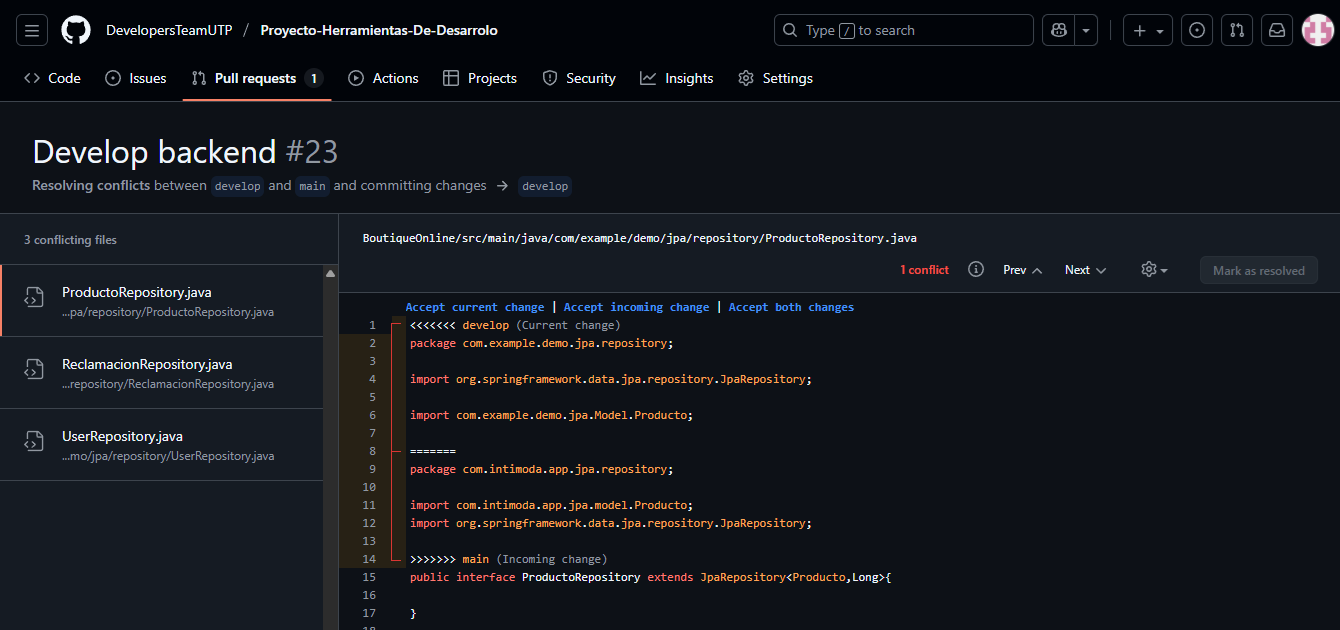 DevelopersTeamUTP / Proyecto-Herramientas-De-Desarrolo
Type / to search
Code
Issues
Pull requests 1
Actions
Projects
Security
Insights
Settings
Develop backend #23
Resolving conflicts between develop and main and committing changes → develop
3 conflicting files
ProductoRepository.java
...pa/repository/ProductoRepository.java
ReclamacionRepository.java
...repository/ReclamacionRepository.java
UserRepository.java
...mo/jpa/repository/UserRepository.java
BoutiqueOnline/src/main/java/com/example/demo/jpa/repository/ProductoRepository.java
1 conflict
Prev
Next
Mark as resolved
Accept current change | Accept incoming change | Accept both changes
1 <<<<<<< develop (Current change)
2 package com.example.demo.jpa.repository;
3
4 import org.springframework.data.jpa.repository.JpaRepository;
5
6 import com.example.demo.jpa.Model.Producto;
7
8 =======
9 package com.intimoda.app.jpa.repository;
10
11 import com.intimoda.app.jpa.model.Producto;
12 import org.springframework.data.jpa.repository.JpaRepository;
13
14 >>>>>>> main (Incoming change)
15 public interface ProductoRepository extends JpaRepository<Producto,Long>{
16
17 }
18